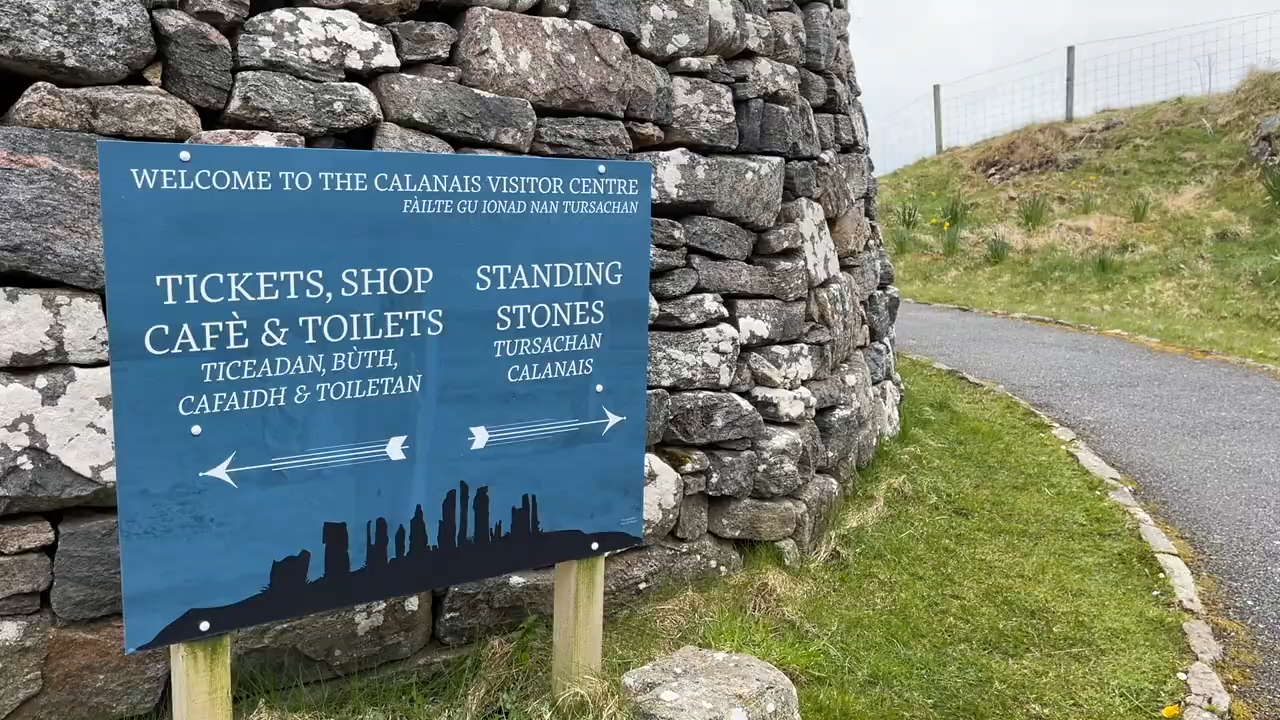 WELCOME TO THE CALANAIS VISITOR CENTRE
FÀILTE GU IONAD NAN TURSACHAN
TICKETS, SHOP
CAFÈ & TOILETS
TICEADAN, BÙTH,
CAFAIDH & TOILETAN
STANDING
STONES
TURSACHAN
CALANAIS